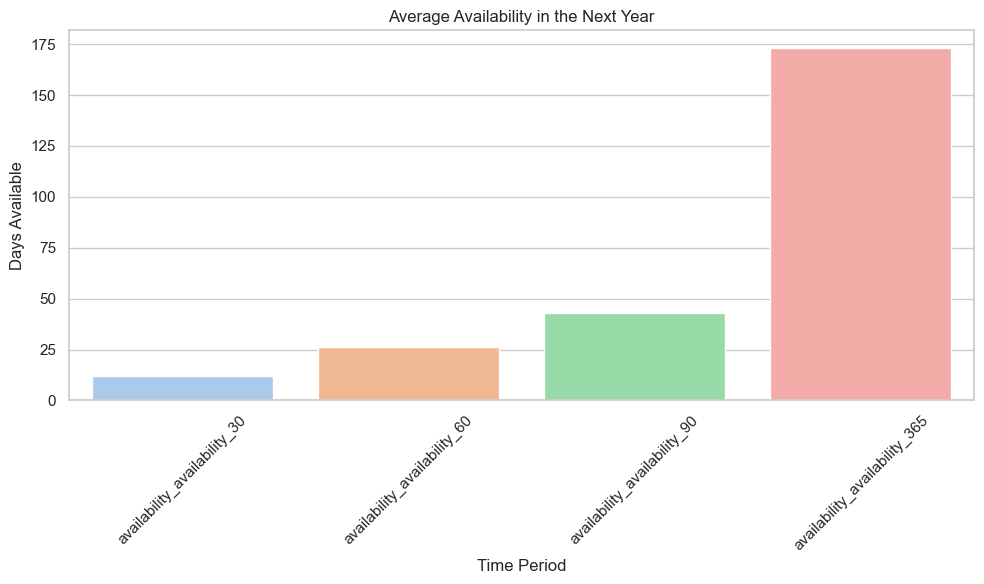 Average Availability in the Next Year
Days Available
175
150
125
100
75
50
25
0
availability_availability_30
availability_availability_60
availability_availability_90
availability_availability_365
Time Period